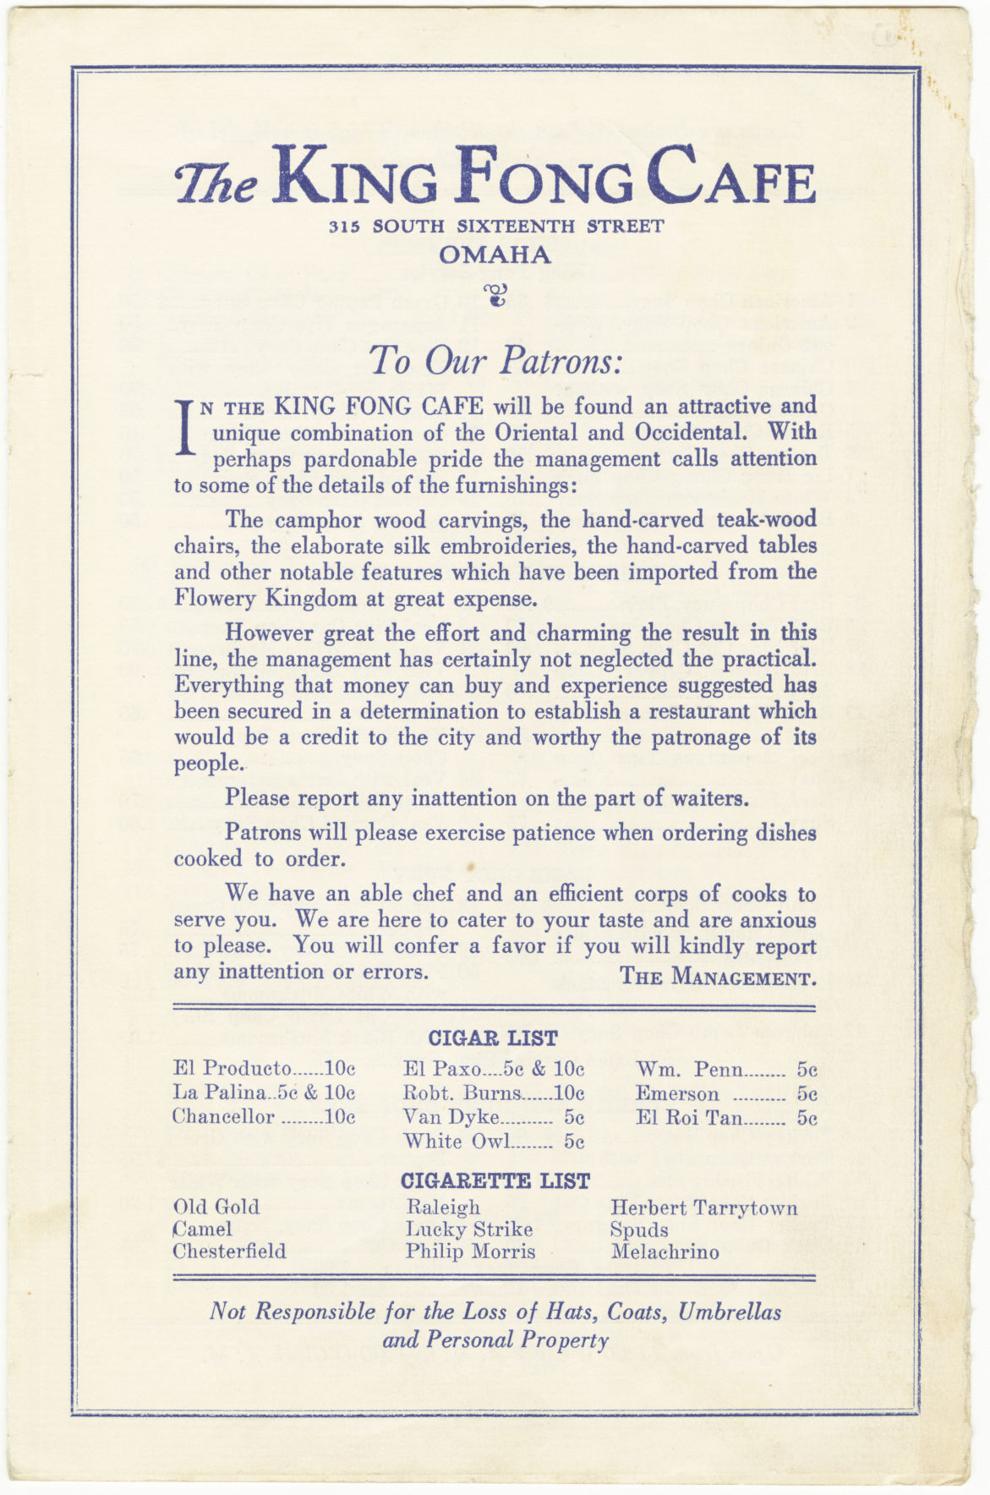 The KING FONG CAFE
315 SOUTH SIXTEENTH STREET
OMAHA
To Our Patrons:
IN THE KING FONG CAFE will be found an attractive and
unique combination of the Oriental and Occidental. With
perhaps pardonable pride the management calls attention
to some of the details of the furnishings:
The camphor wood carvings, the hand-carved teak-wood
chairs, the elaborate silk embroideries, the hand-carved tables
and other notable features which have been imported from the
Flowery Kingdom at great expense.
However great the effort and charming the result in this
line, the management has certainly not neglected the practical.
Everything that money can buy and experience suggested has
been secured in a determination to establish a restaurant which
would be a credit to the city and worthy the patronage of its
people.
Please report any inattention on the part of waiters.
Patrons will please exercise patience when ordering dishes
cooked to order.
We have an able chef and an efficient corps of cooks to
serve you. We are here to cater to your taste and are anxious
to please. You will confer a favor if you will kindly report
any inattention or errors. THE MANAGEMENT.
CIGAR LIST
El Producto......10c El Paxo....5c & 10c Wm. Penn........ 5c
La Palina..5c & 10c Robt. Burns......10c Emerson .......... 5c
Chancellor ........10c Van Dyke.......... 5c El Roi Tan........ 5c
White Owl........ 5c
CIGARETTE LIST
Old Gold Raleigh Herbert Tarrytown
Camel Lucky Strike Spuds
Chesterfield Philip Morris Melachrino
Not Responsible for the Loss of Hats, Coats, Umbrellas
and Personal Property